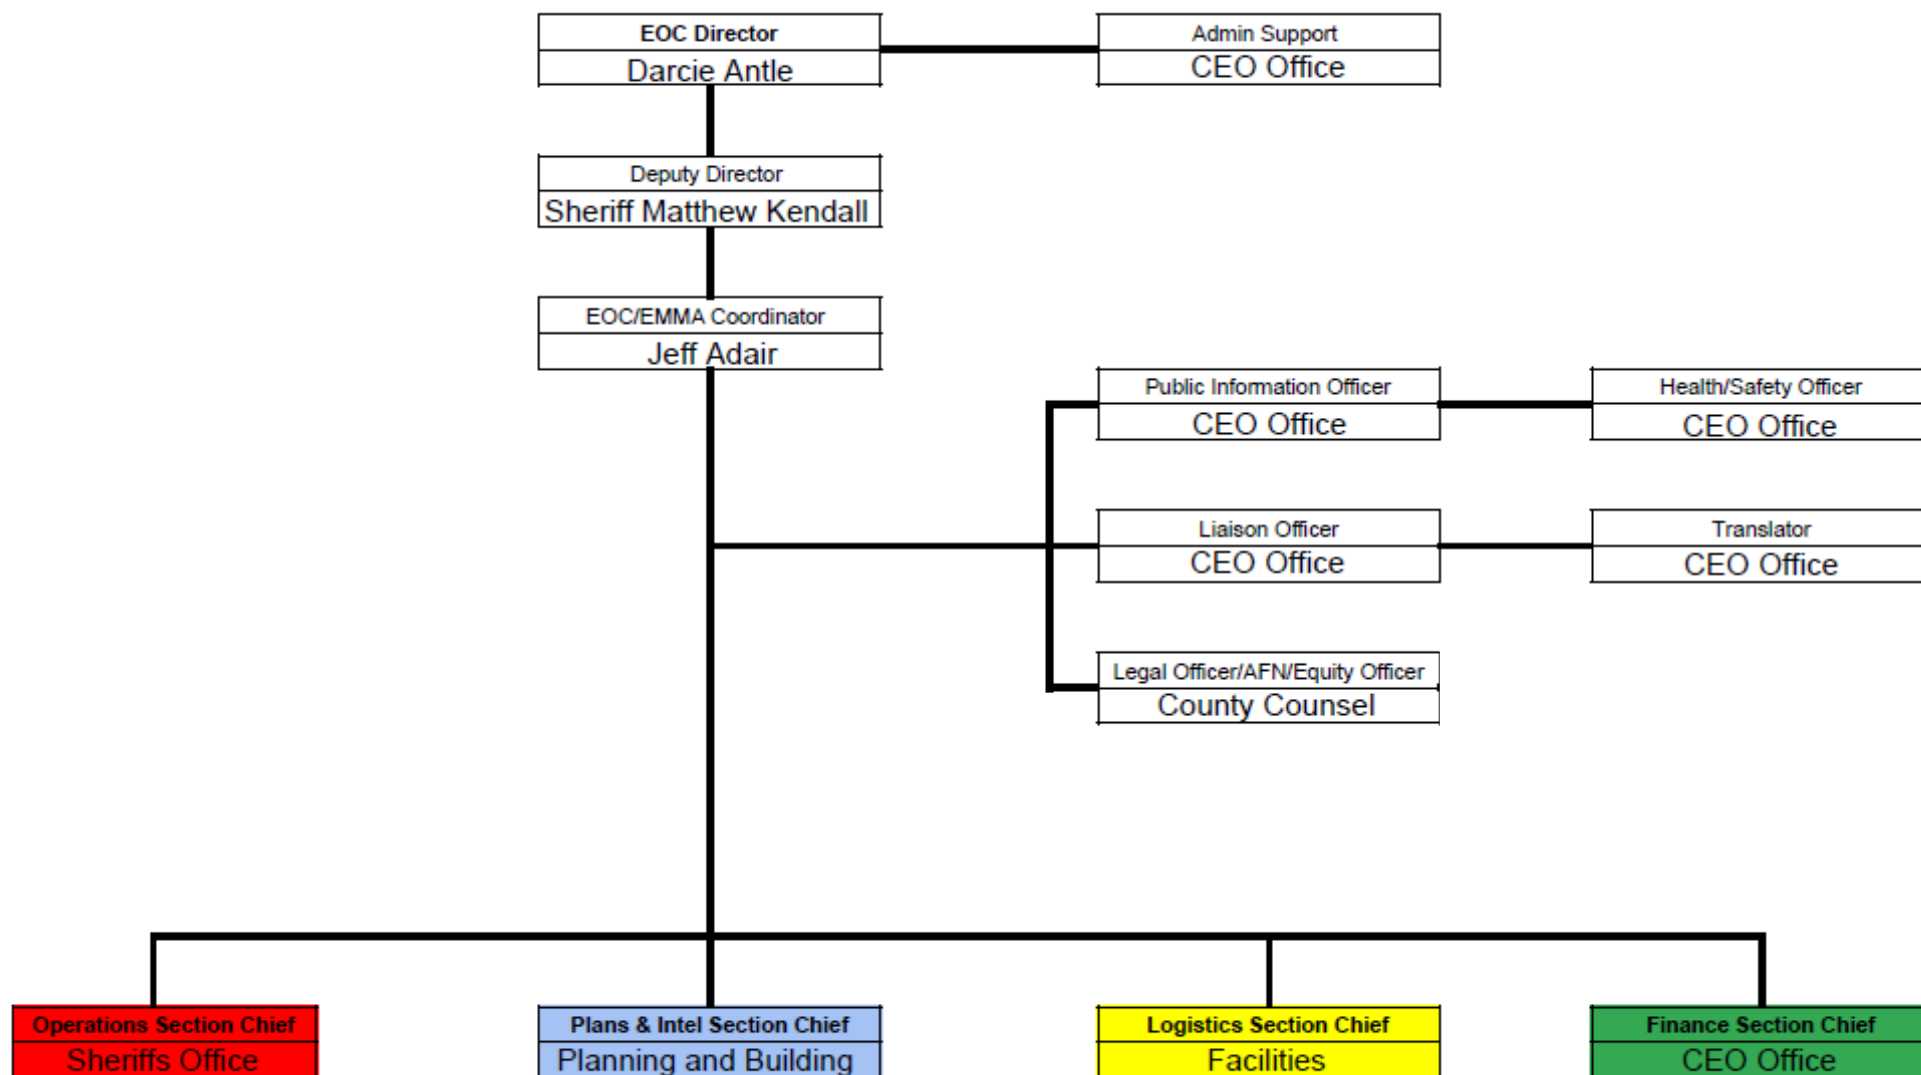 EOC Director
Darcie Antle
Admin Support
CEO Office
Deputy Director
Sheriff Matthew Kendall
EOC/EMMA Coordinator
Jeff Adair
Public Information Officer
CEO Office
Health/Safety Officer
CEO Office
Liaison Officer
CEO Office
Translator
CEO Office
Legal Officer/AFN/Equity Officer
County Counsel
Operations Section Chief
Sheriffs Office
Plans & Intel Section Chief
Planning and Building
Logistics Section Chief
Facilities
Finance Section Chief
CEO Office